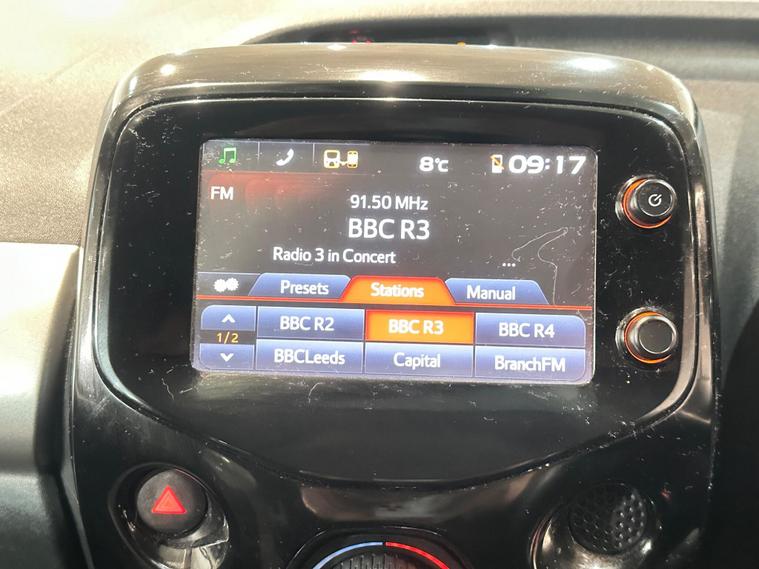 8°C 09:17
FM
91.50 MHz
BBC R3
Radio 3 in Concert ...
Presets Stations Manual
BBC R2 BBC R3 BBC R4
1/2
BBCLeeds Capital BranchFM